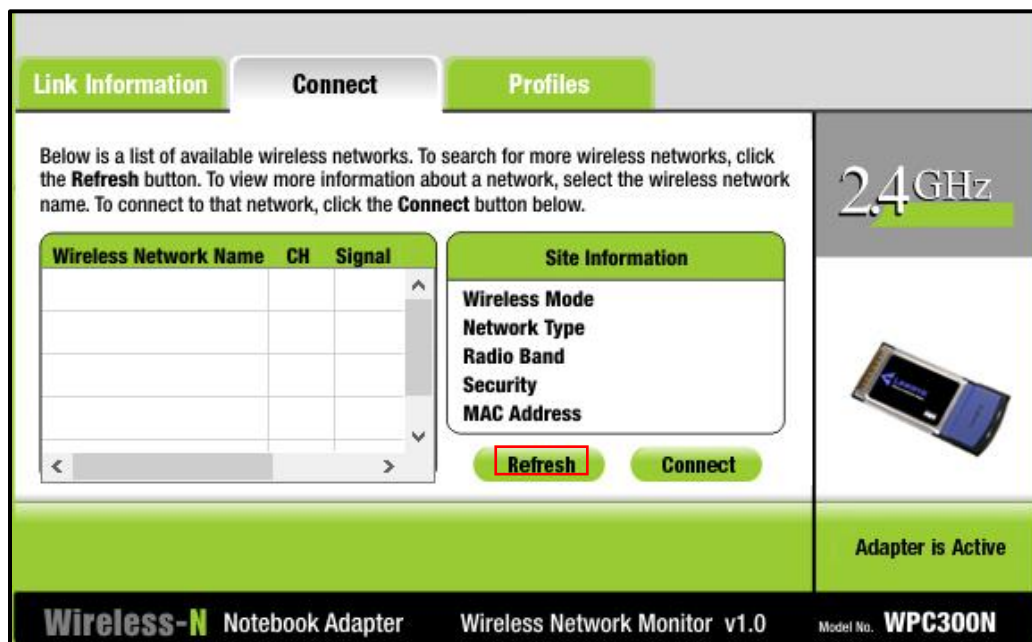 Link Information
Connect
Profiles
Below is a list of available wireless networks. To search for more wireless networks, click
the Refresh button. To view more information about a network, select the wireless network
name. To connect to that network, click the Connect button below.
2.4GHz
Wireless Network Name CH Signal
Site Information
Wireless Mode
Network Type
Radio Band
Security
MAC Address
Refresh
Connect
Adapter is Active
Wireless-N Notebook Adapter Wireless Network Monitor v1.0 Model No. WPC300N